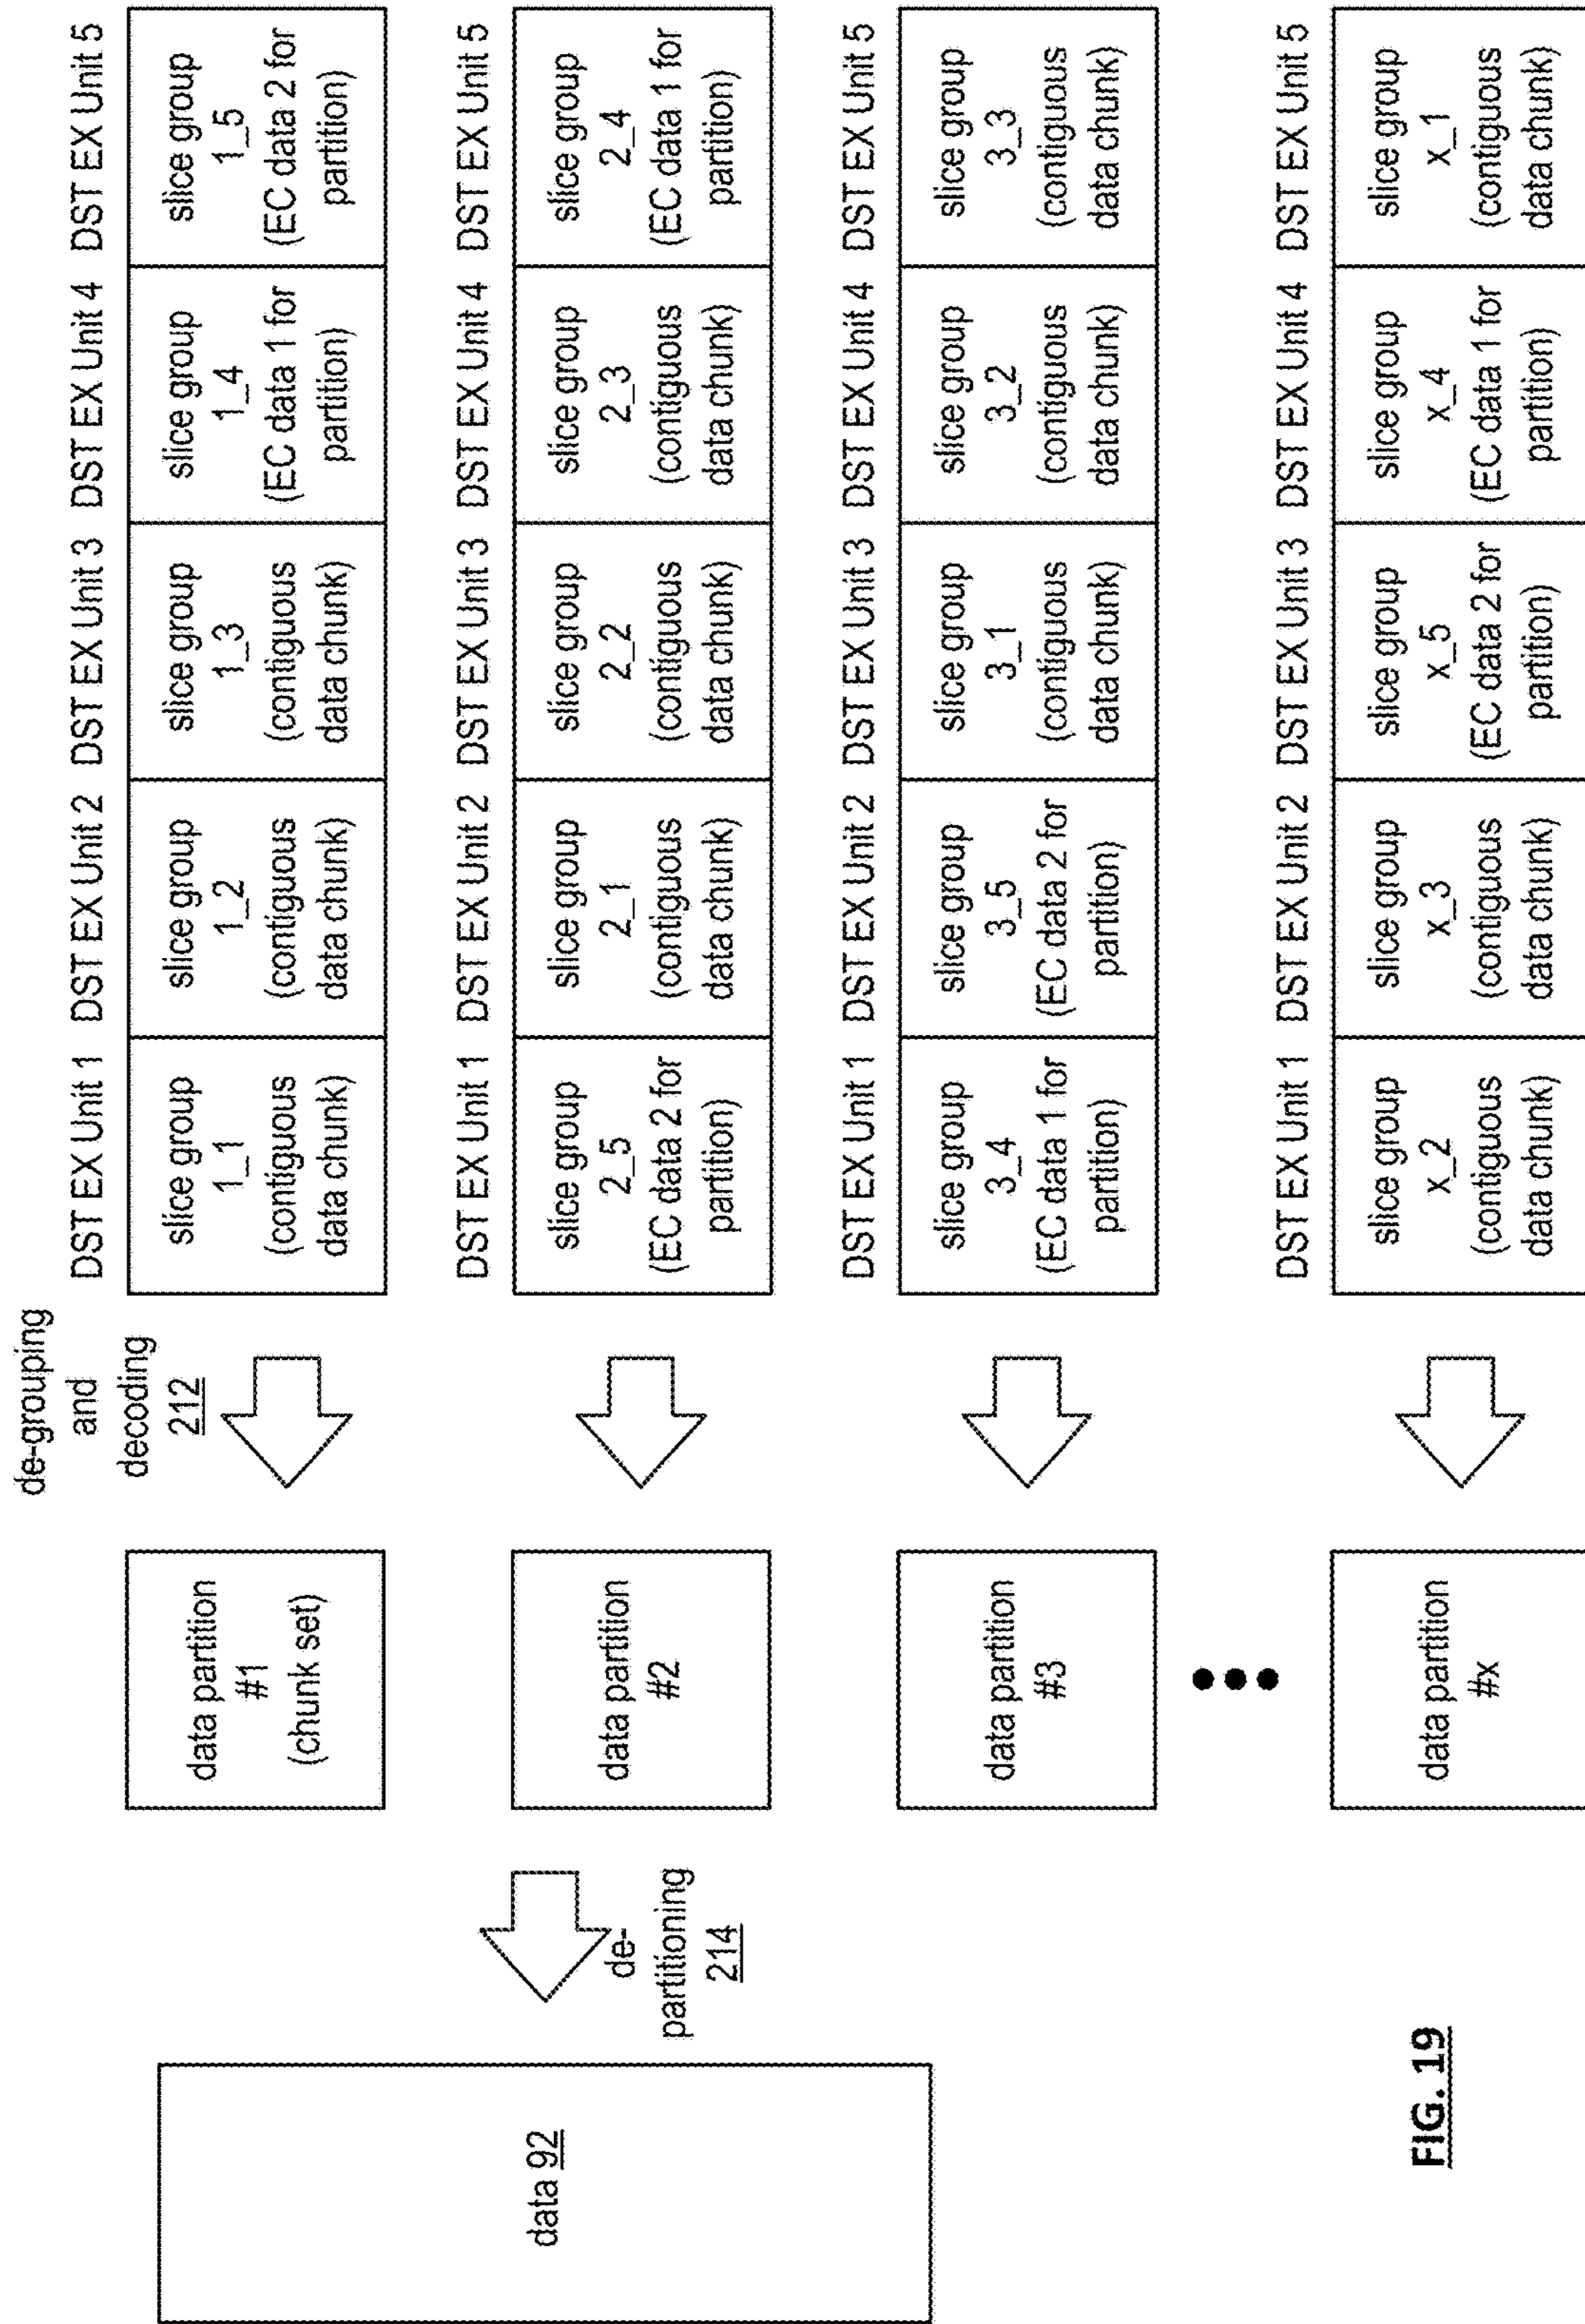 de-grouping
and
decoding
212
DST EX Unit 1 DST EX Unit 2 DST EX Unit 3 DST EX Unit 4 DST EX Unit 5
data partition
#1
(chunk set)
slice group
1_1
(contiguous
data chunk)
slice group
1_2
(contiguous
data chunk)
slice group
1_3
(contiguous
data chunk)
slice group
1_4
(EC data 1 for
partition)
slice group
1_5
(EC data 2 for
partition)
data 92
de-
partitioning
214
DST EX Unit 1 DST EX Unit 2 DST EX Unit 3 DST EX Unit 4 DST EX Unit 5
data partition
#2
slice group
2_5
(EC data 2 for
partition)
slice group
2_1
(contiguous
data chunk)
slice group
2_2
(contiguous
data chunk)
slice group
2_3
(contiguous
data chunk)
slice group
2_4
(EC data 1 for
partition)
DST EX Unit 1 DST EX Unit 2 DST EX Unit 3 DST EX Unit 4 DST EX Unit 5
data partition
#3
slice group
3_4
(EC data 1 for
partition)
slice group
3_5
(EC data 2 for
partition)
slice group
3_1
(contiguous
data chunk)
slice group
3_2
(contiguous
data chunk)
slice group
3_3
(contiguous
data chunk)
DST EX Unit 1 DST EX Unit 2 DST EX Unit 3 DST EX Unit 4 DST EX Unit 5
data partition
#x
slice group
x_2
(contiguous
data chunk)
slice group
x_3
(contiguous
data chunk)
slice group
x_5
(EC data 2 for
partition)
slice group
x_4
(EC data 1 for
partition)
slice group
x_1
(contiguous
data chunk)
FIG. 19